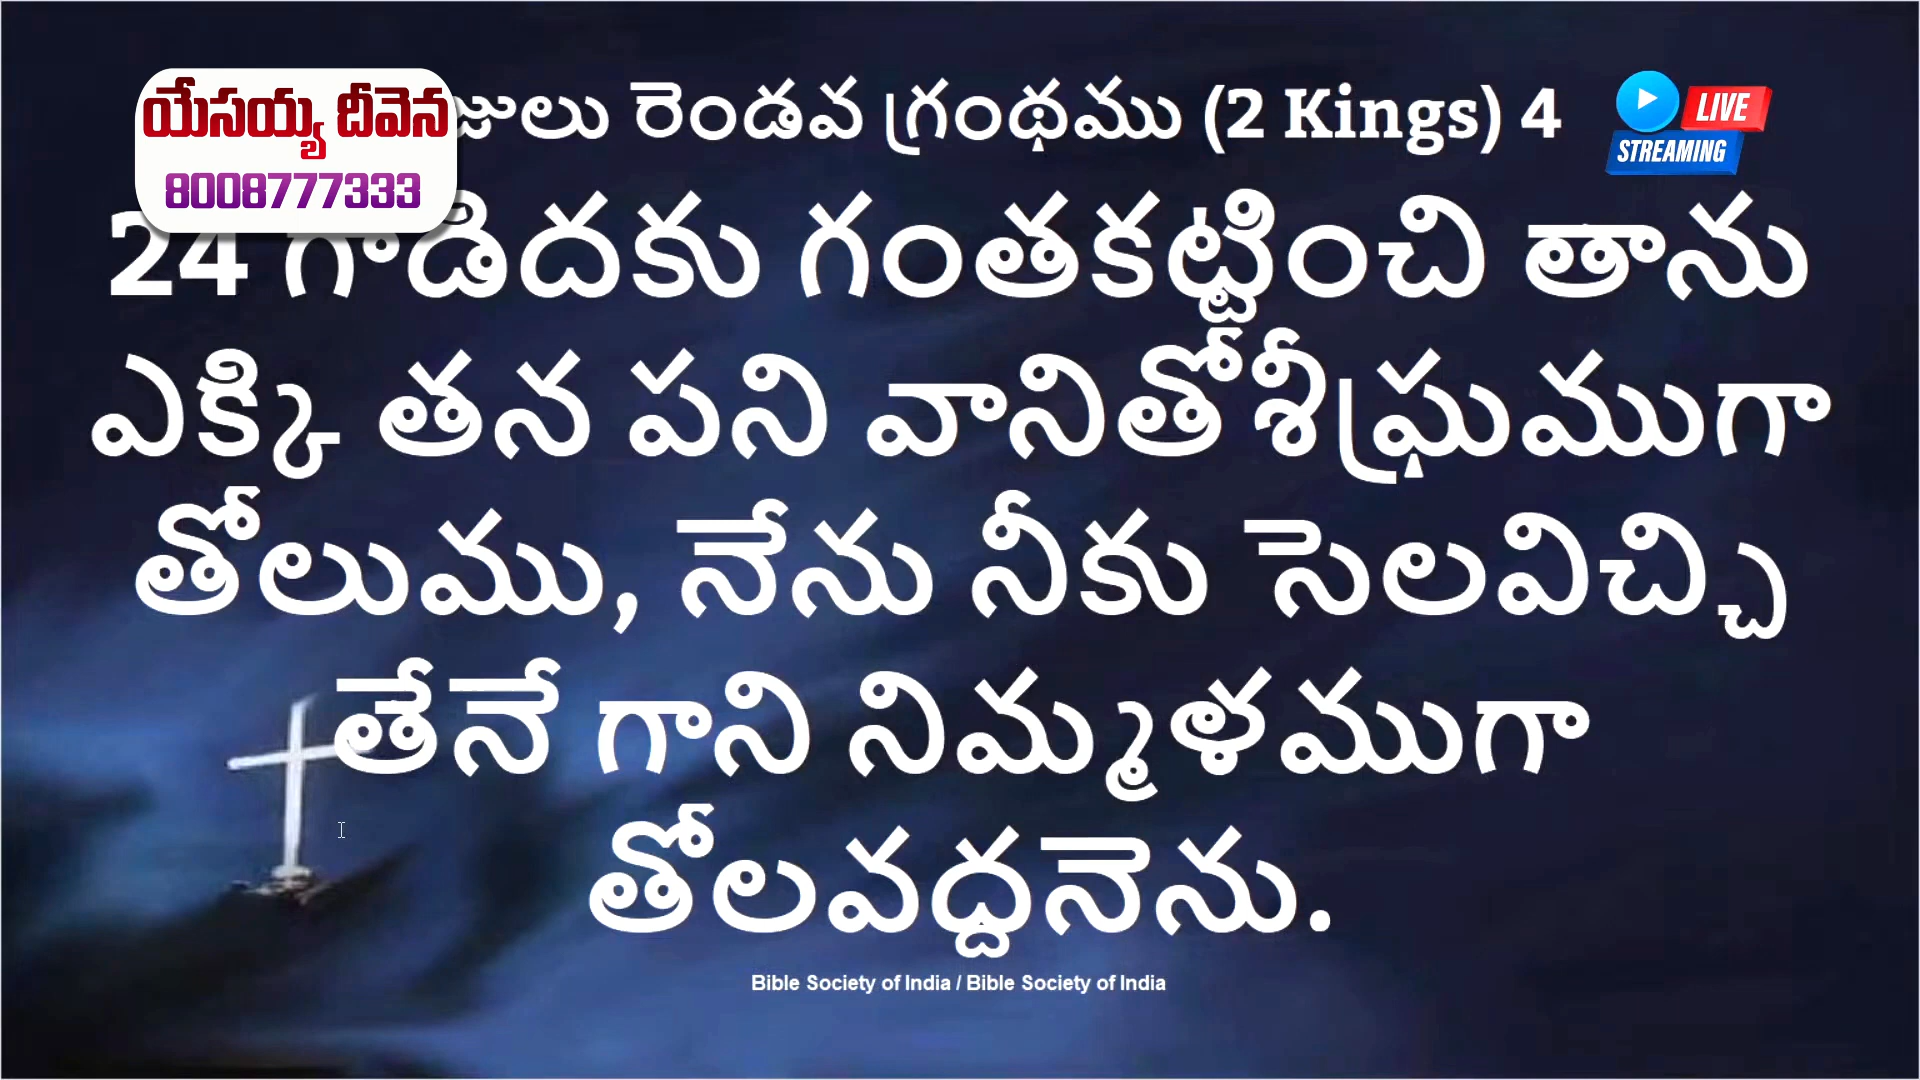 యేసయ్య దీవెన
8008777333
జులు రెండవ గ్రంథము (2 Kings) 4
LIVE
STREAMING
24 గాడిదకు గంతకట్టించి తాను
ఎక్కి తన పని వానితోశీఘ్రముగా
తోలుము, నేను నీకు సెలవిచ్చి
తేనే గాని నిమ్మళముగా
తోలవద్దనెను.
Bible Society of India / Bible Society of India